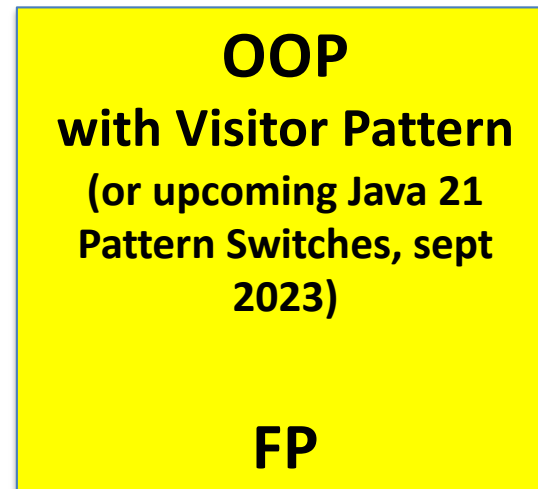 OOP
with Visitor Pattern
(or upcoming Java 21
Pattern Switches, sept
2023)
FP